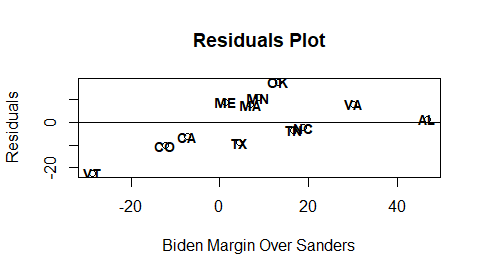 Residuals Plot
Residuals
0
-20
OK
ME
MN
MA
VA
AL
TN
NC
CA
CO
TX
VT
-20
0
20
40
Biden Margin Over Sanders